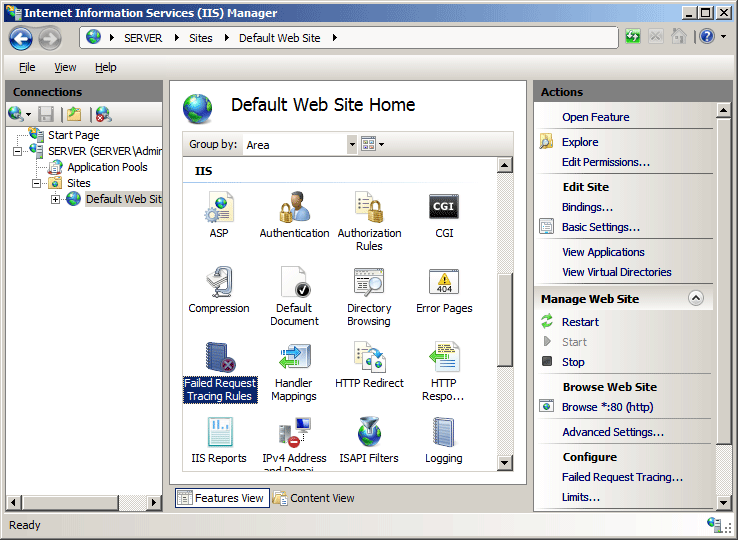 Internet Information Services (IIS) Manager
SERVER Sites Default Web Site
File View Help
Connections
Start Page
SERVER (SERVER\Admir
Application Pools
Sites
Default Web Sit
Default Web Site Home
Group by: Area
IIS
ASP
Authentication
Authorization
Rules
CGI
CGI
Compression
Default
Document
Directory
Browsing
404
Error Pages
Failed Request
Tracing Rules
Handler
Mappings
HTTP Redirect
HTTP
Respo...
IIS Reports
IPv4 Address
and Domai...
ISAPI Filters
Logging
Features View
Content View
Actions
Open Feature
Explore
Edit Permissions...
Edit Site
Bindings...
Basic Settings...
View Applications
View Virtual Directories
Manage Web Site
Restart
Start
Stop
Browse Web Site
Browse *:80 (http)
Advanced Settings...
Configure
Failed Request Tracing...
Limits...
Ready